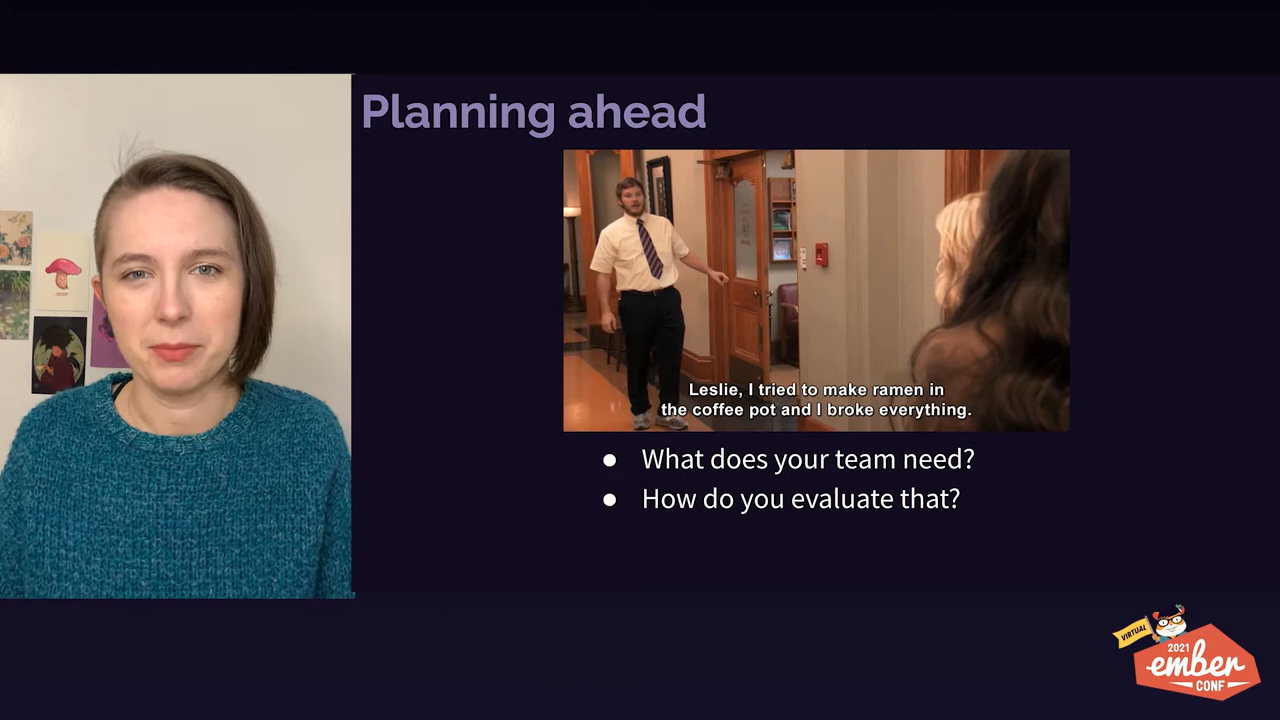 Planning ahead
Leslie, I tried to make ramen in
the coffee pot and I broke everything.
● What does your team need?
● How do you evaluate that?
VIRTUAL
2021
ember
CONF